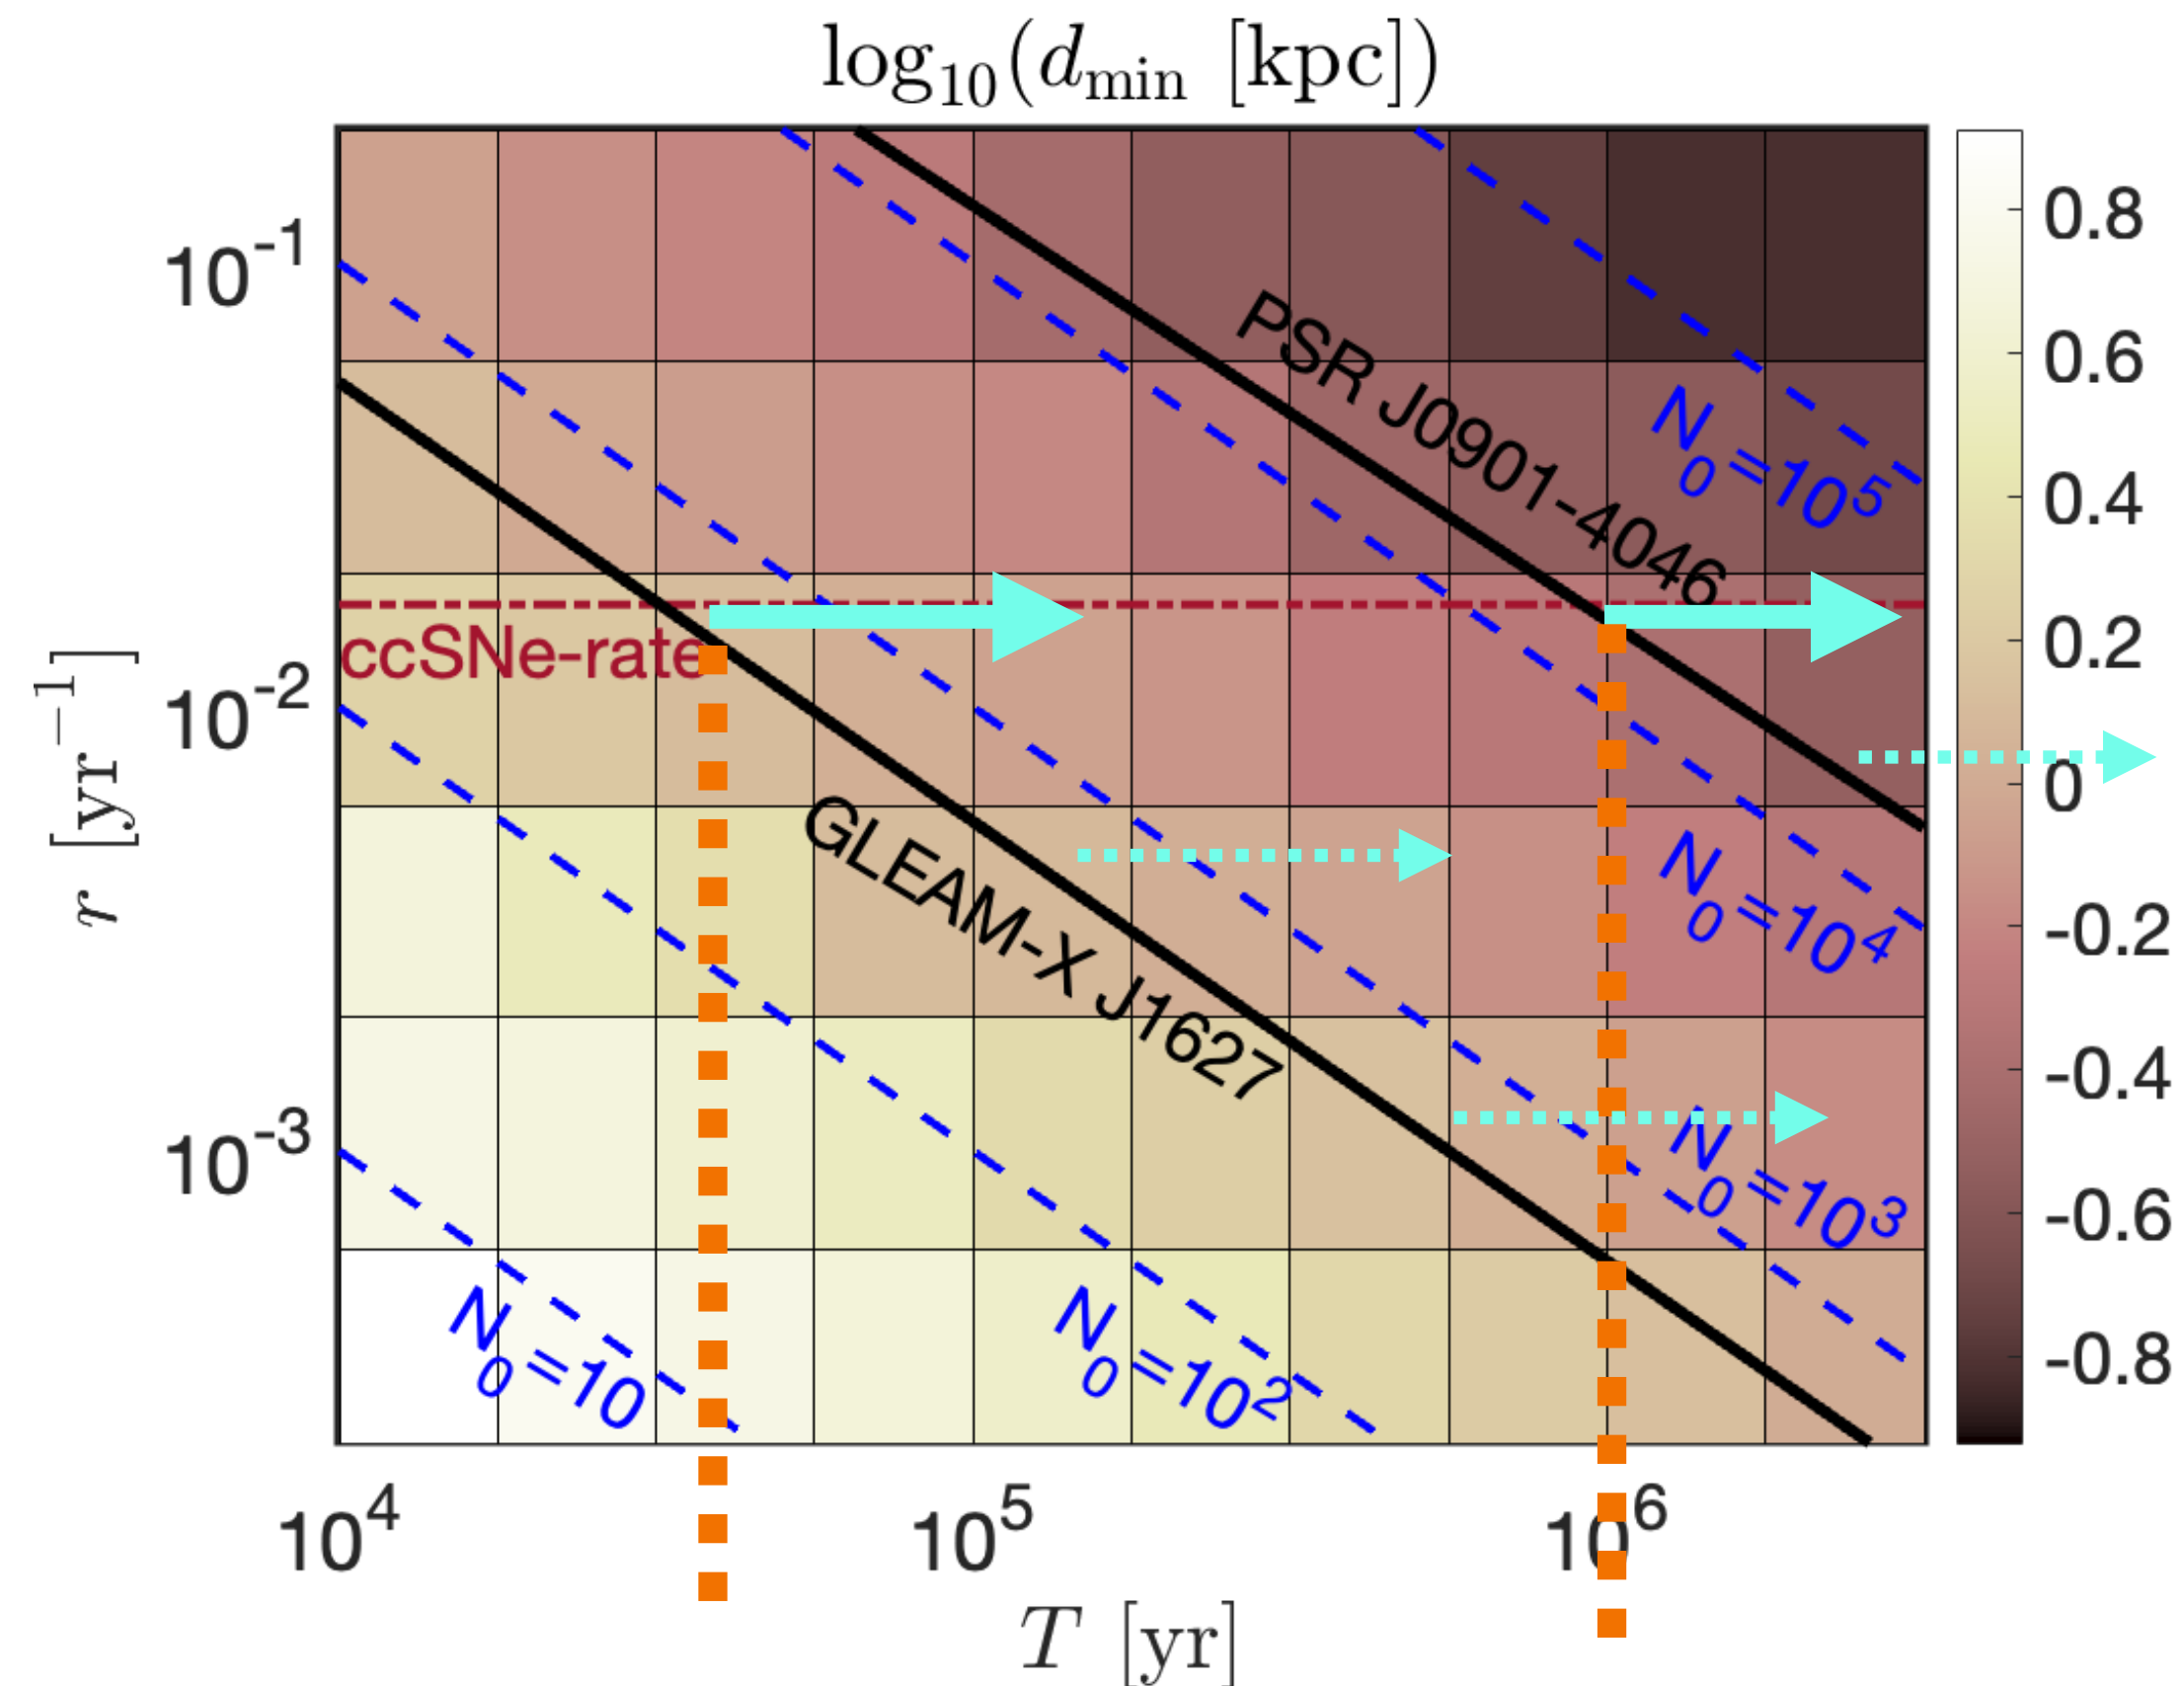 log₁₀(d_min [kpc])
10⁻¹
10⁻²
10⁻³
r [yr⁻¹]
PSR J0901-4046
N₀=10⁵
ccSNe-rate
GLEAM-X J1627
N₀=10⁴
N₀=10³
N₀=10
N₀=10²
0.8
0.6
0.4
0.2
0
-0.2
-0.4
-0.6
-0.8
10⁴
10⁵
10⁶
T [yr]